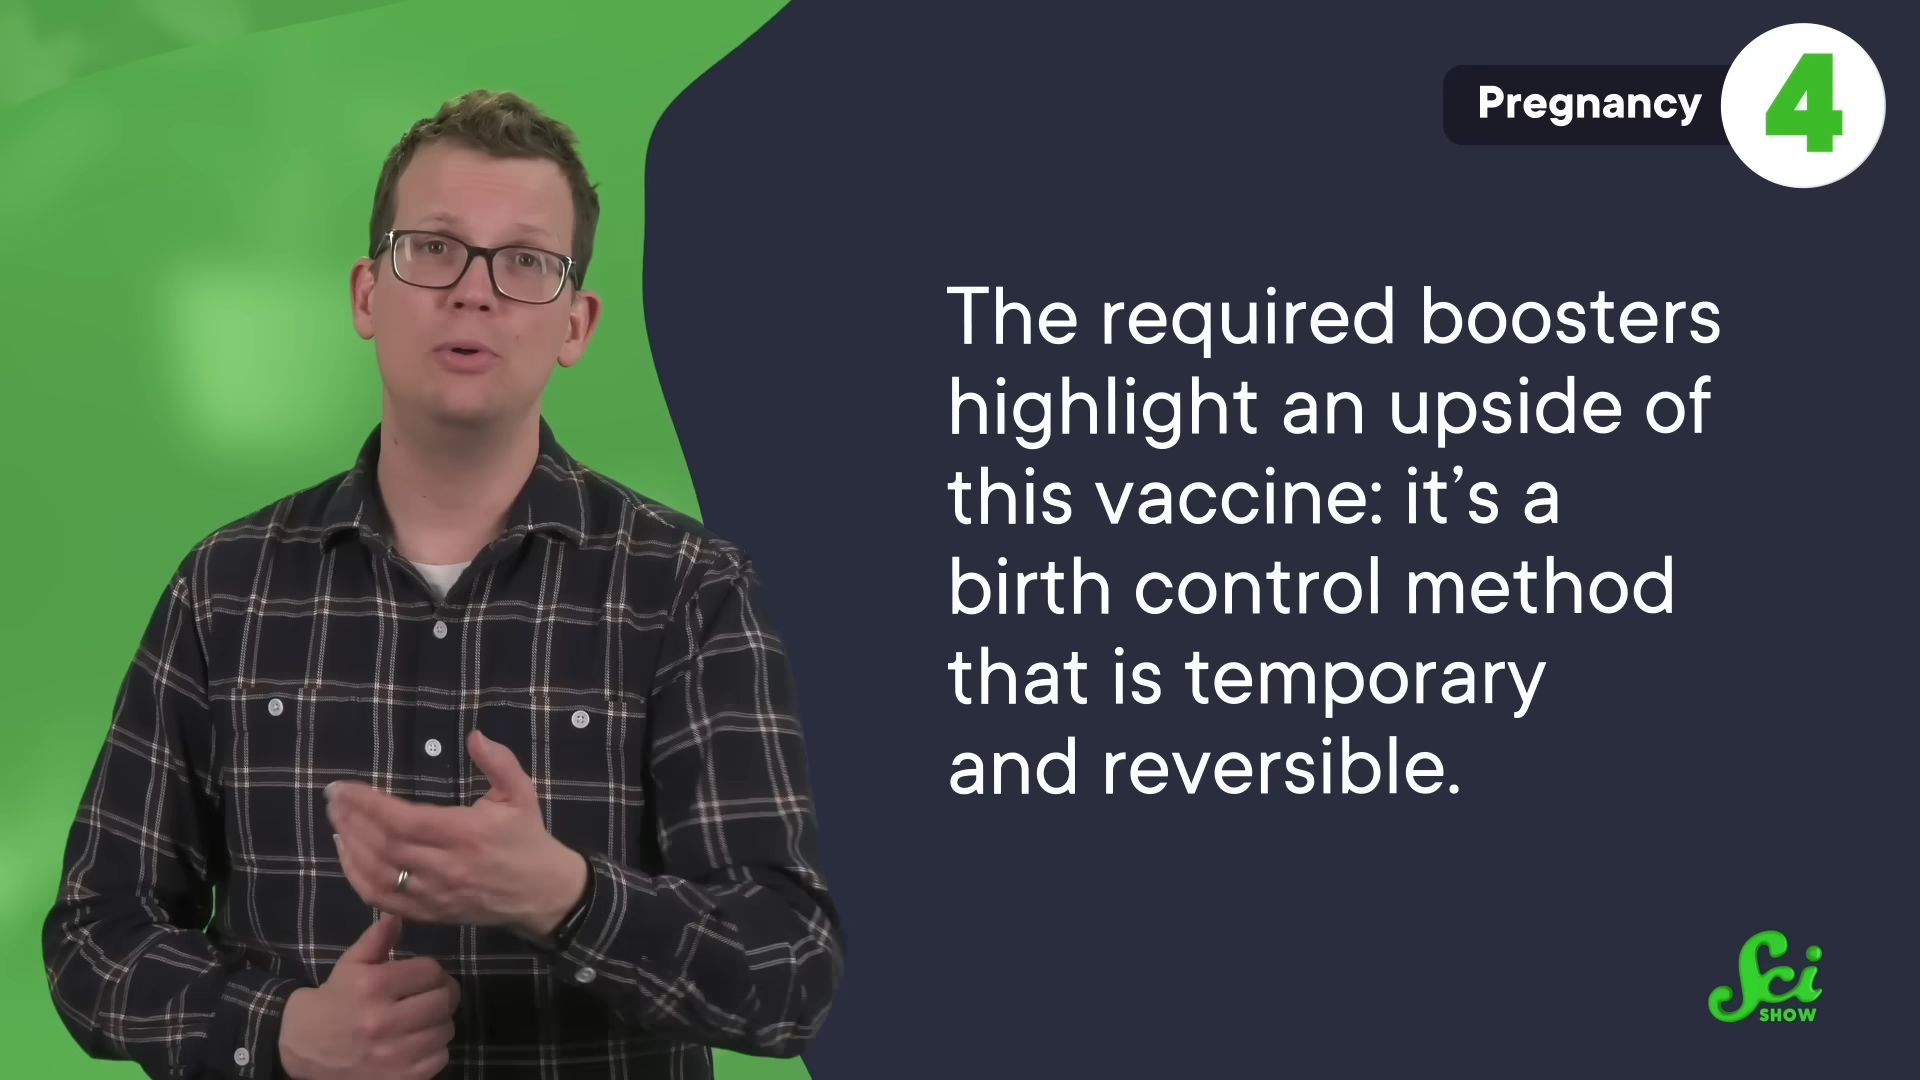 Pregnancy 4
The required boosters
highlight an upside of
this vaccine: it’s a
birth control method
that is temporary
and reversible.
Sci
SHOW